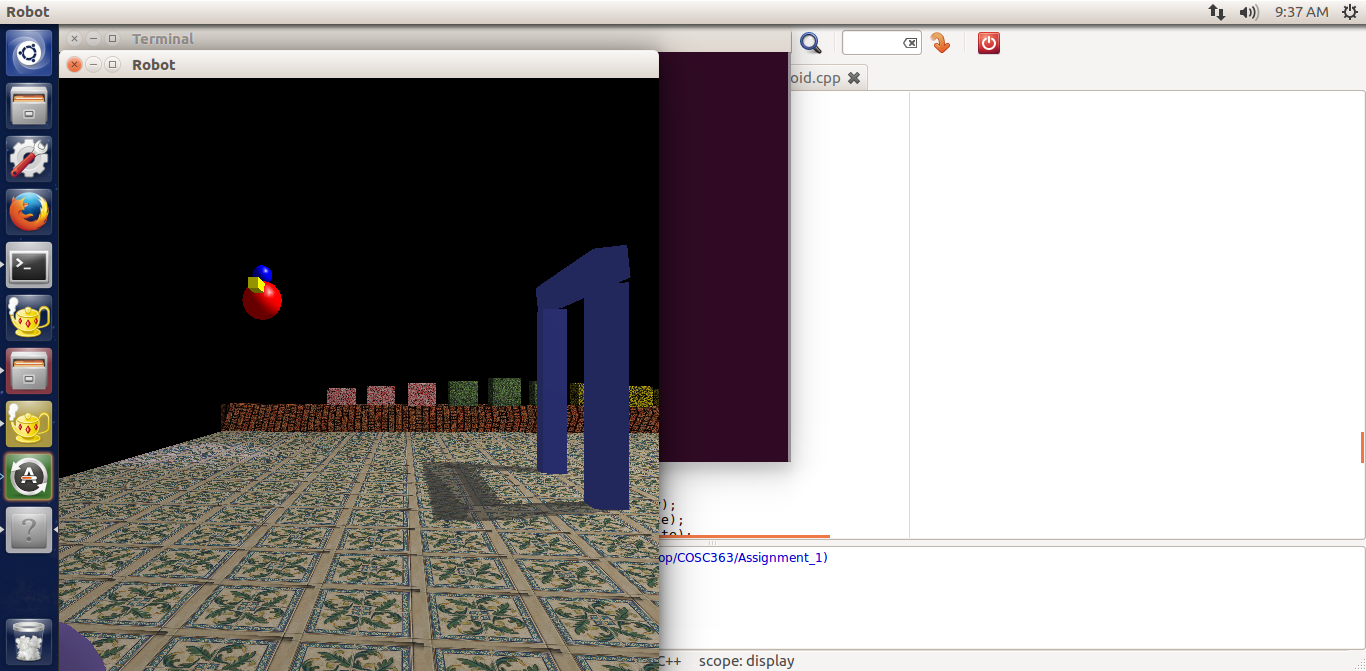 Robot
9:37 AM
Terminal
Robot
oid.cpp
);
e);
op/COSC363/Assignment_1)
C++ scope: display